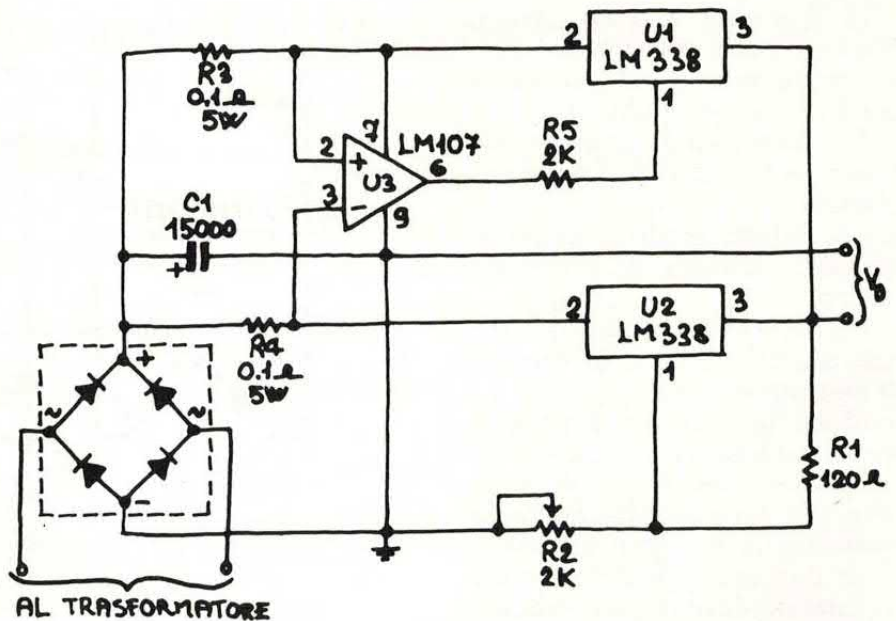 R3
0.1Ω
5W
2
U1
LM338
3
1
7
LM107
2
+
U3
6
3
-
9
R5
2K
C1
15000
+
V0
2
U2
LM338
3
1
R4
0.1Ω
5W
+
~
~
-
R1
120Ω
R2
2K
AL TRASFORMATORE